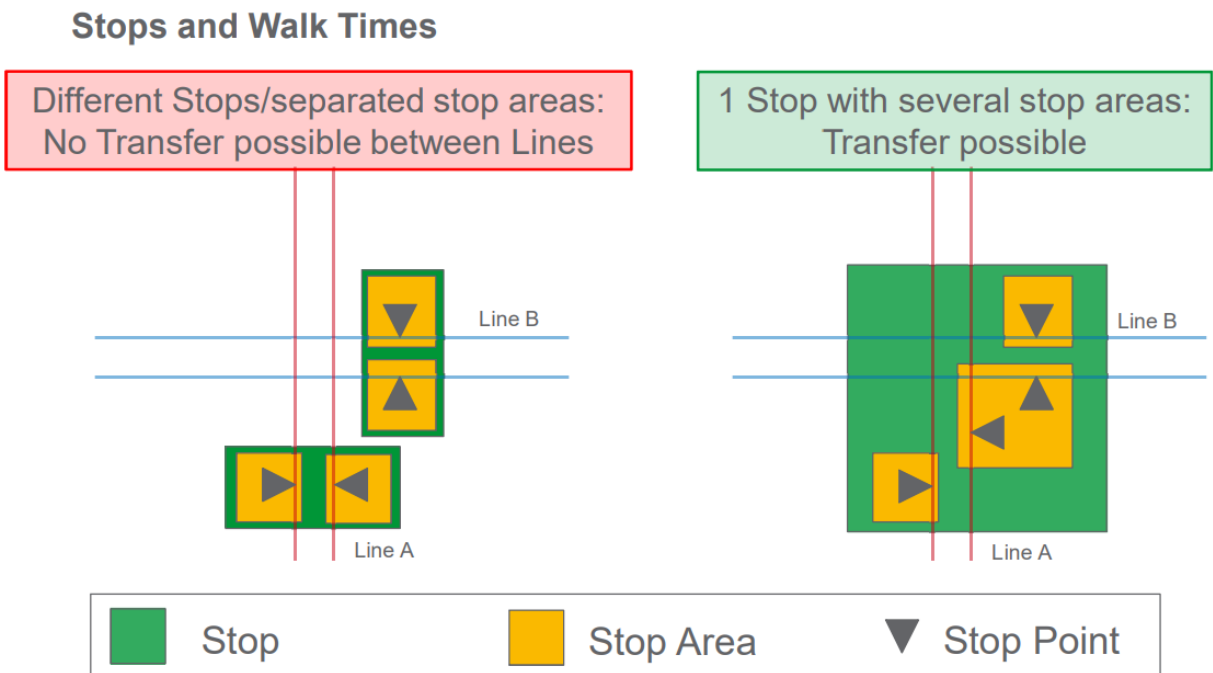 Stops and Walk Times
Different Stops/separated stop areas:
No Transfer possible between Lines
1 Stop with several stop areas:
Transfer possible
Line B
Line A
Line B
Line A
Stop
Stop Area
Stop Point